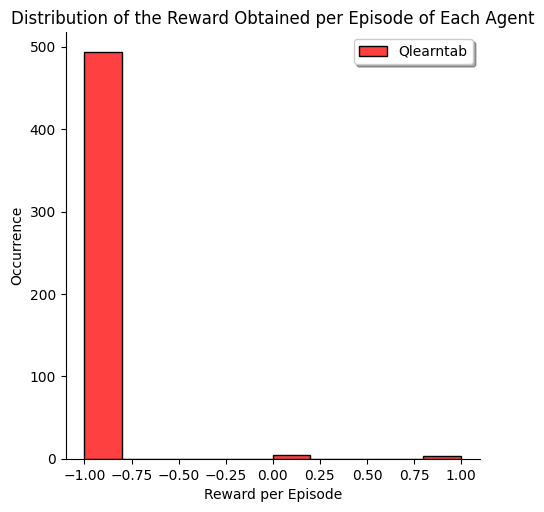 Distribution of the Reward Obtained per Episode of Each Agent
Qlearntab
500
400
300
200
100
0
Occurrence
−1.00 −0.75 −0.50 −0.25 0.00 0.25 0.50 0.75 1.00
Reward per Episode